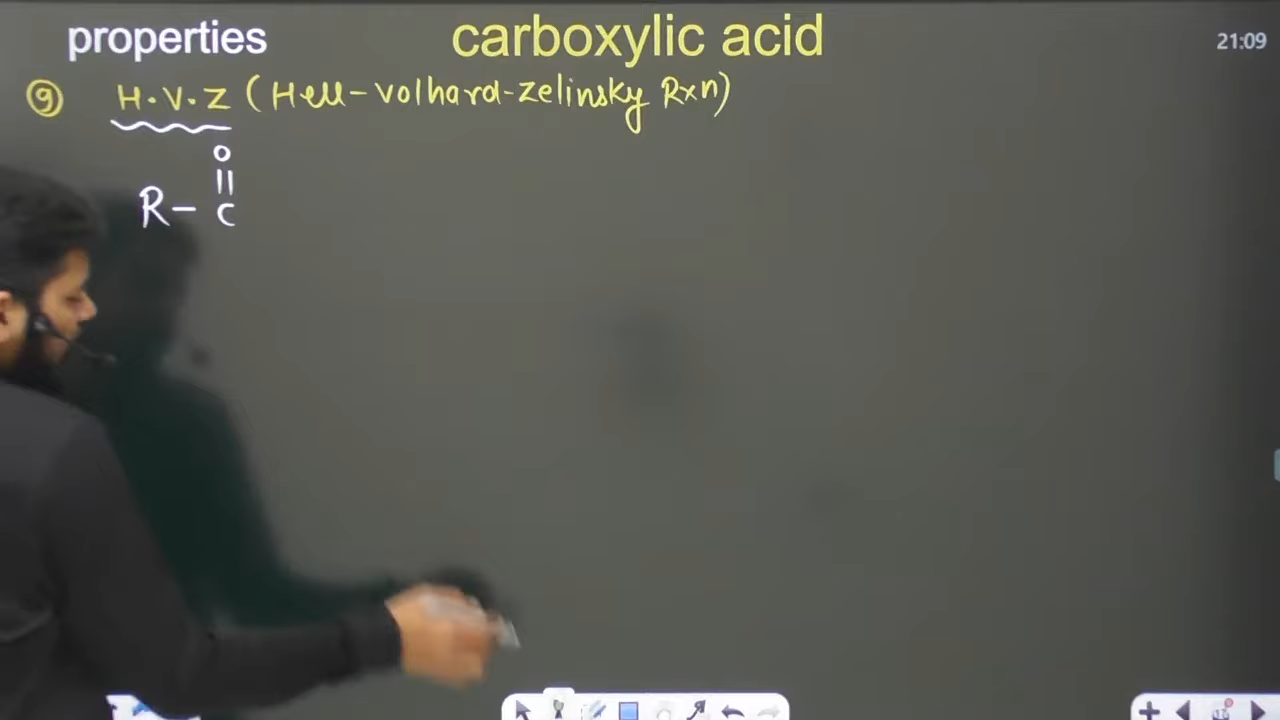 properties carboxylic acid 21:09
⑨ H.V.Z (Hell-volhard-Zelinsky Rxn)
O
||
R- C